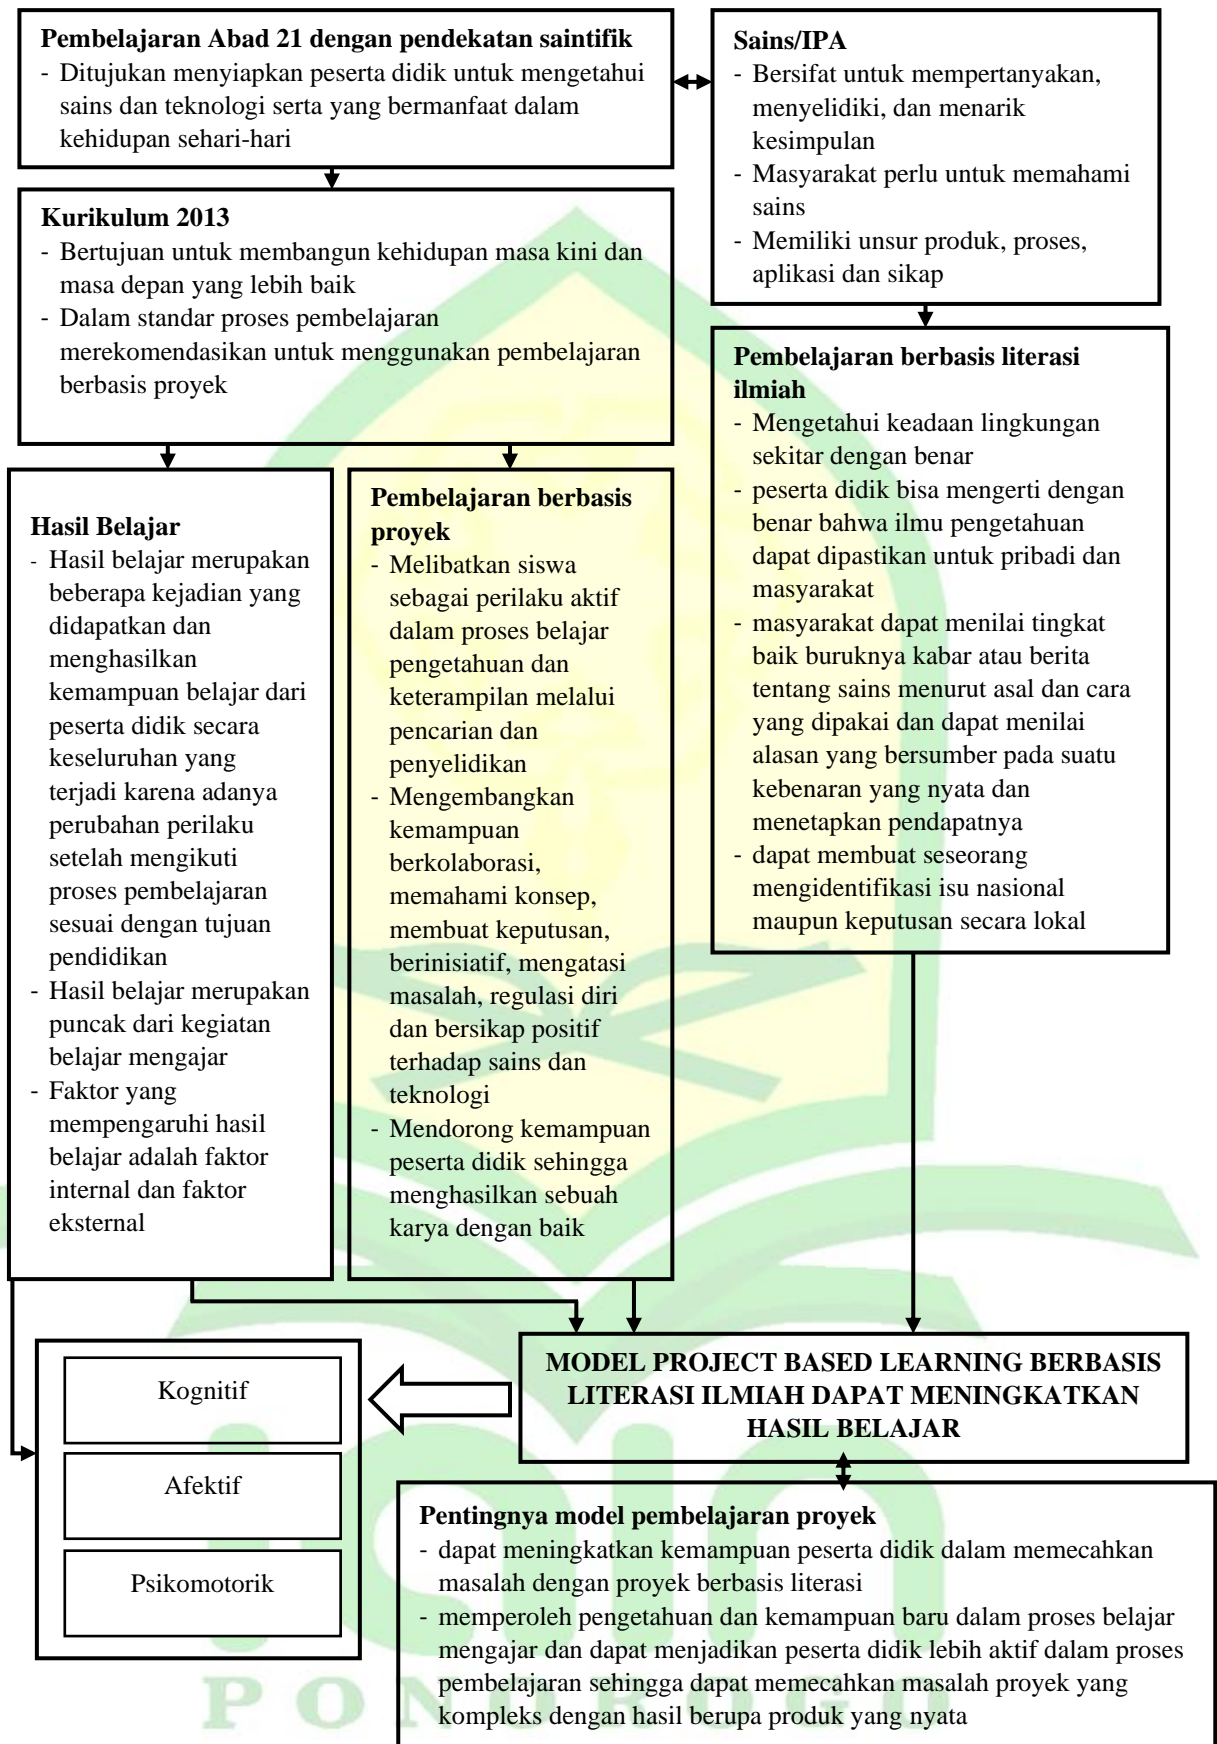 Pembelajaran Abad 21 dengan pendekatan saintifik
- Ditujukan menyiapkan peserta didik untuk mengetahui
sains dan teknologi serta yang bermanfaat dalam
kehidupan sehari-hari
Sains/IPA
- Bersifat untuk mempertanyakan,
menyelidiki, dan menarik
kesimpulan
- Masyarakat perlu untuk memahami
sains
- Memiliki unsur produk, proses,
aplikasi dan sikap
Kurikulum 2013
- Bertujuan untuk membangun kehidupan masa kini dan
masa depan yang lebih baik
- Dalam standar proses pembelajaran
merekomendasikan untuk menggunakan pembelajaran
berbasis proyek
Pembelajaran berbasis literasi
ilmiah
- Mengetahui keadaan lingkungan
sekitar dengan benar
- peserta didik bisa mengerti dengan
benar bahwa ilmu pengetahuan
dapat dipastikan untuk pribadi dan
masyarakat
- masyarakat dapat menilai tingkat
baik buruknya kabar atau berita
tentang sains menurut asal dan cara
yang dipakai dan dapat menilai
alasan yang bersumber pada suatu
kebenaran yang nyata dan
menetapkan pendapatnya
- dapat membuat seseorang
mengidentifikasi isu nasional
maupun keputusan secara lokal
Hasil Belajar
- Hasil belajar merupakan
beberapa kejadian yang
didapatkan dan
menghasilkan
kemampuan belajar dari
peserta didik secara
keseluruhan yang
terjadi karena adanya
perubahan perilaku
setelah mengikuti
proses pembelajaran
sesuai dengan tujuan
pendidikan
- Hasil belajar merupakan
puncak dari kegiatan
belajar mengajar
- Faktor yang
mempengaruhi hasil
belajar adalah faktor
internal dan faktor
eksternal
Pembelajaran berbasis
proyek
- Melibatkan siswa
sebagai perilaku aktif
dalam proses belajar
pengetahuan dan
keterampilan melalui
pencarian dan
penyelidikan
- Mengembangkan
kemampuan
berkolaborasi,
memahami konsep,
membuat keputusan,
berinisiatif, mengatasi
masalah, regulasi diri
dan bersikap positif
terhadap sains dan
teknologi
- Mendorong kemampuan
peserta didik sehingga
menghasilkan sebuah
karya dengan baik
MODEL PROJECT BASED LEARNING BERBASIS
LITERASI ILMIAH DAPAT MENINGKATKAN
HASIL BELAJAR
Kognitif
Afektif
Psikomotorik
Pentingnya model pembelajaran proyek
- dapat meningkatkan kemampuan peserta didik dalam memecahkan
masalah dengan proyek berbasis literasi
- memperoleh pengetahuan dan kemampuan baru dalam proses belajar
mengajar dan dapat menjadikan peserta didik lebih aktif dalam proses
pembelajaran sehingga dapat memecahkan masalah proyek yang
kompleks dengan hasil berupa produk yang nyata
iain
PONOROGO